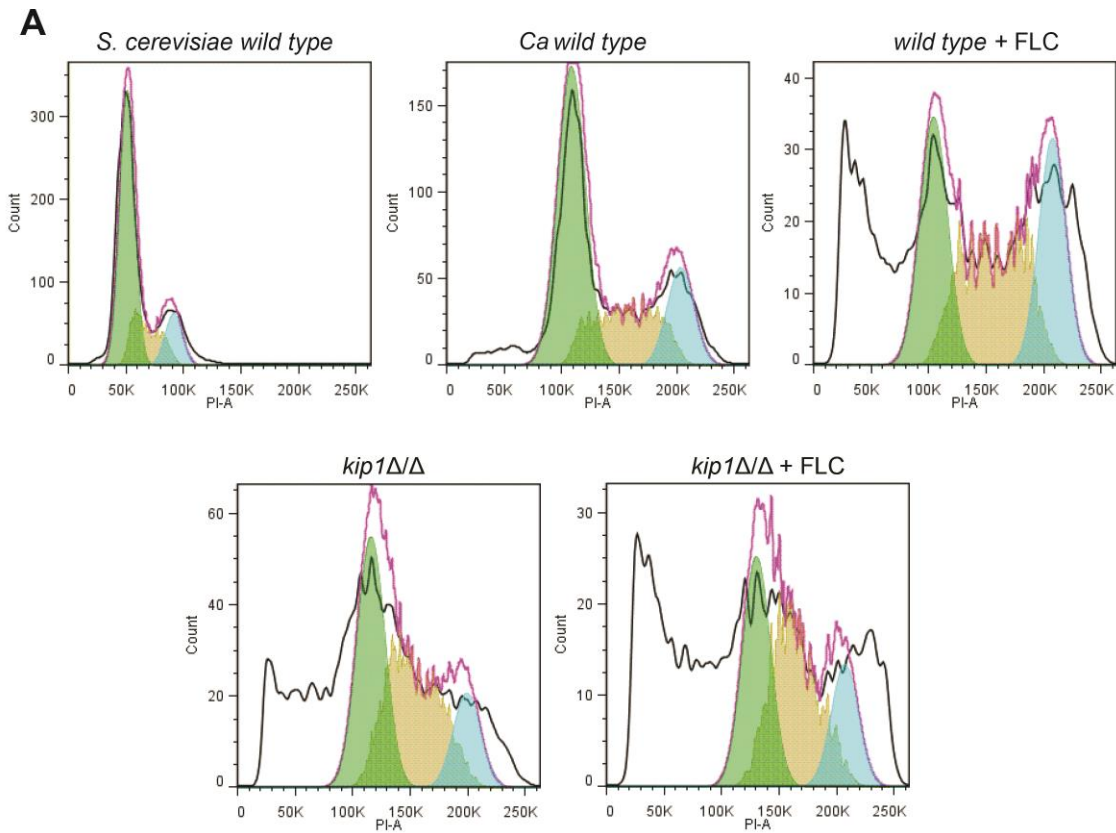 A
S. cerevisiae wild type
300
200
100
0
Count
0 50K 100K 150K 200K 250K
PI-A
Ca wild type
150
100
50
0
Count
0 50K 100K 150K 200K 250K
PI-A
wild type + FLC
40
30
20
10
0
Count
0 50K 100K 150K 200K 250K
PI-A
kip1Δ/Δ
60
40
20
0
Count
0 50K 100K 150K 200K 250K
PI-A
kip1Δ/Δ + FLC
30
20
10
0
Count
0 50K 100K 150K 200K 250K
PI-A